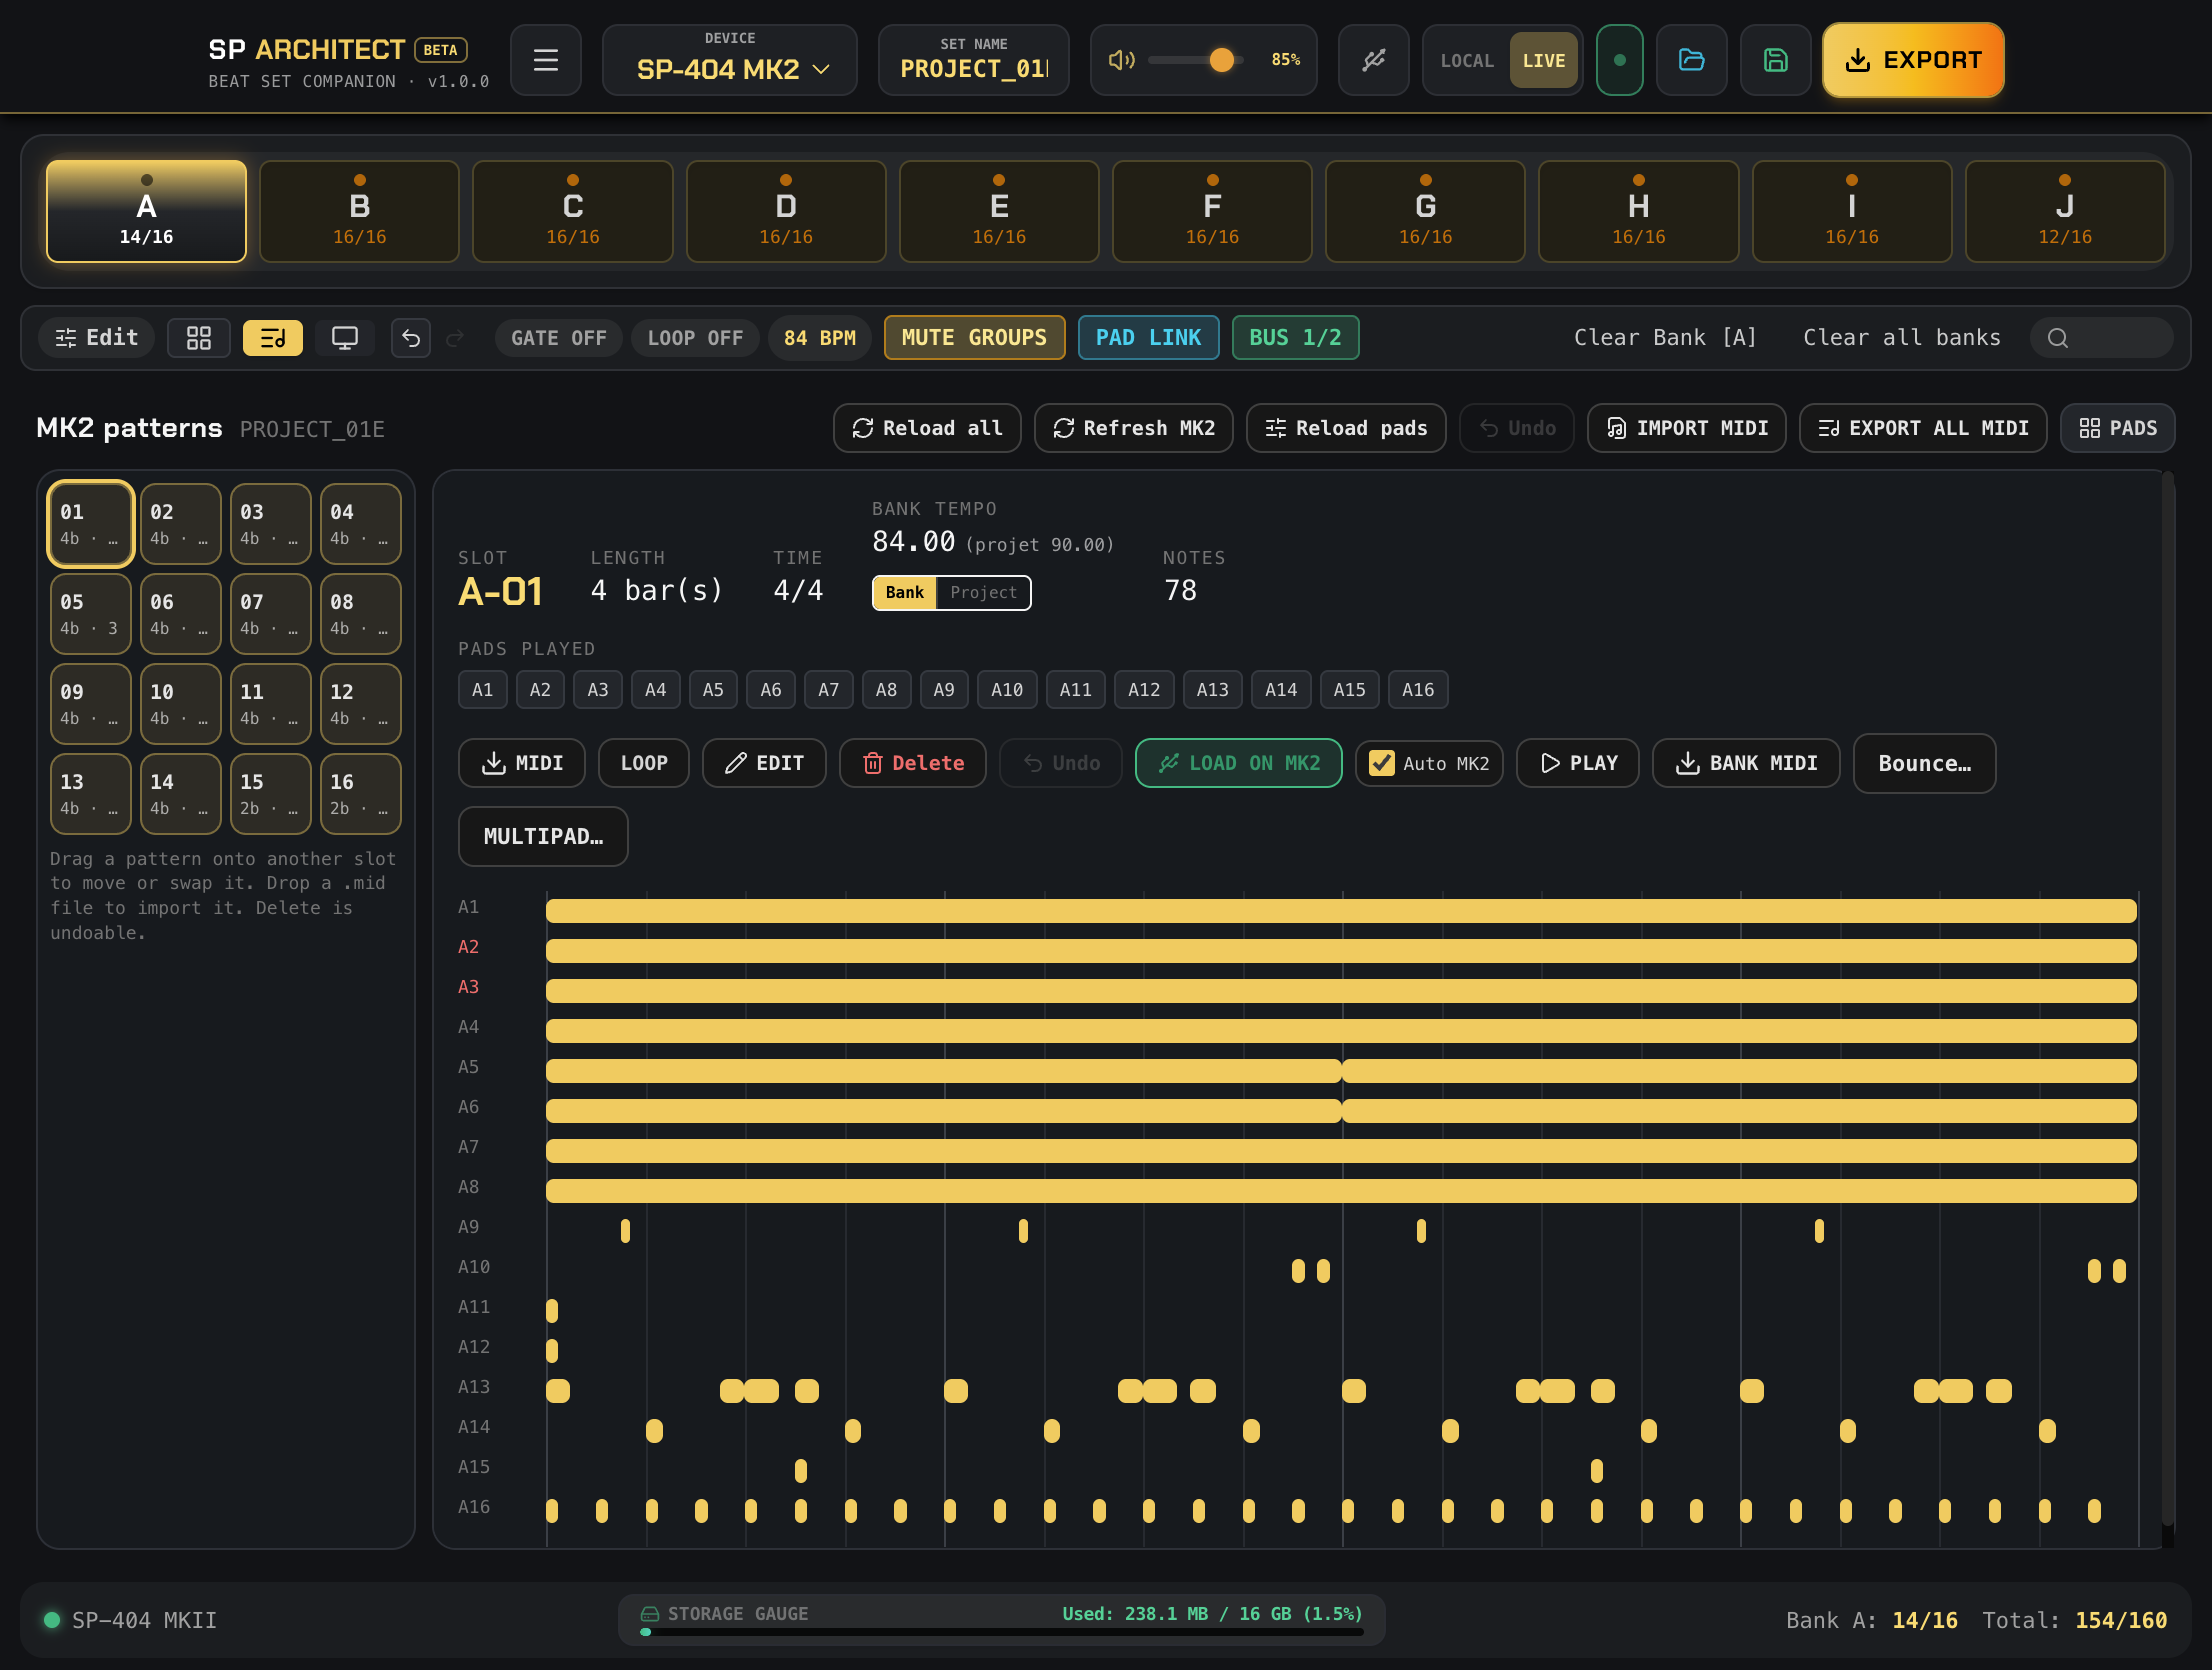 SP ARCHITECT BETA
BEAT SET COMPANION · v1.0.0
DEVICE
SP-404 MK2
SET NAME
PROJECT_01
85%
LOCAL LIVE
EXPORT
A B C D E F G H I J
14/16 16/16 16/16 16/16 16/16 16/16 16/16 16/16 16/16 12/16
Edit GATE OFF LOOP OFF 84 BPM MUTE GROUPS PAD LINK BUS 1/2 Clear Bank [A] Clear all banks
MK2 patterns PROJECT_01E Reload all Refresh MK2 Reload pads Undo IMPORT MIDI EXPORT ALL MIDI PADS
01 02 03 04
4b · … 4b · … 4b · … 4b · …
05 06 07 08
4b · 3 4b · … 4b · … 4b · …
09 10 11 12
4b · … 4b · … 4b · … 4b · …
13 14 15 16
4b · … 4b · … 2b · … 2b · …
Drag a pattern onto another slot
to move or swap it. Drop a .mid
file to import it. Delete is
undoable.
SLOT LENGTH TIME BANK TEMPO NOTES
A-01 4 bar(s) 4/4 84.00 (projet 90.00) 78
Bank Project
PADS PLAYED
A1 A2 A3 A4 A5 A6 A7 A8 A9 A10 A11 A12 A13 A14 A15 A16
MIDI LOOP EDIT Delete Undo LOAD ON MK2 Auto MK2 PLAY BANK MIDI Bounce…
MULTIPAD…
A1
A2
A3
A4
A5
A6
A7
A8
A9
A10
A11
A12
A13
A14
A15
A16
SP-404 MKII
STORAGE GAUGE Used: 238.1 MB / 16 GB (1.5%)
Bank A: 14/16 Total: 154/160